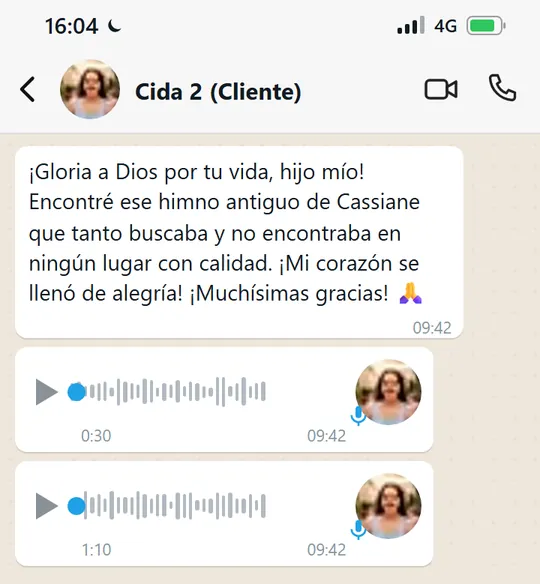 16:04
4G
Cida 2 (Cliente)
¡Gloria a Dios por tu vida, hijo mío!
Encontré ese himno antiguo de Cassiane
que tanto buscaba y no encontraba en
ningún lugar con calidad. ¡Mi corazón se
llenó de alegría! ¡Muchísimas gracias! 🙏
09:42
0:30
09:42
1:10
09:42